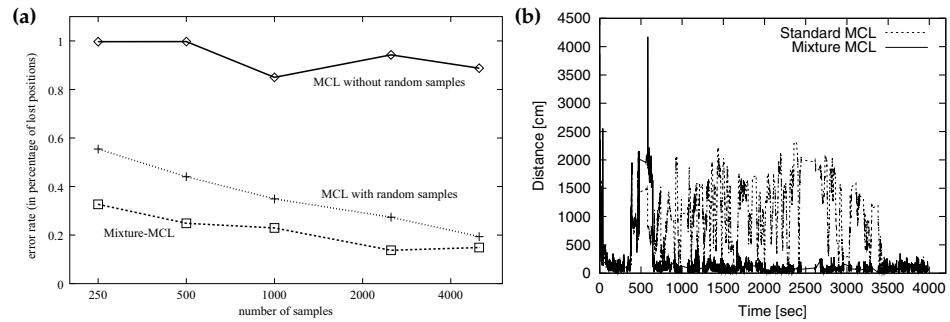 (a)
error rate (in percentage of lost positions)
1
0.8
0.6
0.4
0.2
0
MCL without random samples
MCL with random samples
Mixture-MCL
250
500
1000
2000
4000
number of samples
(b)
Distance [cm]
4500
4000
3500
3000
2500
2000
1500
1000
500
0
Standard MCL
Mixture MCL
0
500
1000
1500
2000
2500
3000
3500
4000
Time [sec]